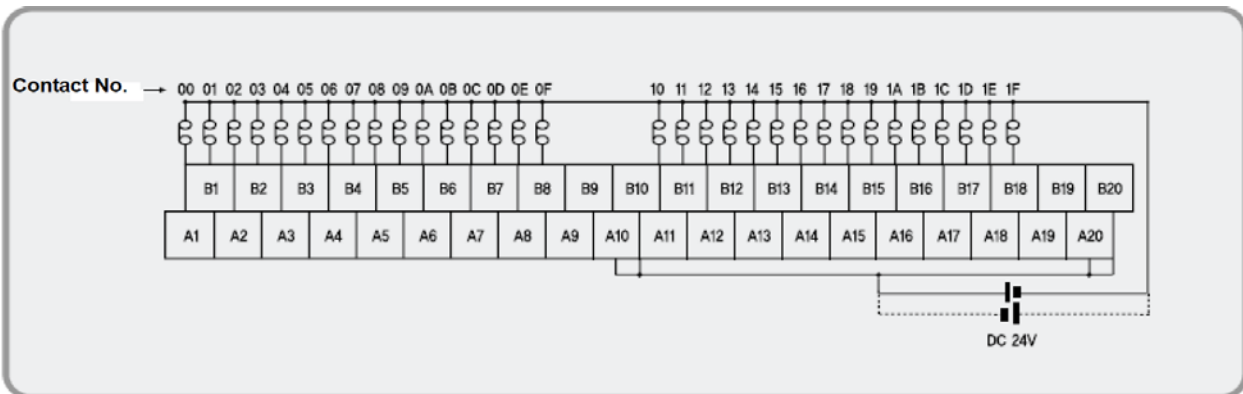 Contact No. → 00 01 02 03 04 05 06 07 08 09 0A 0B 0C 0D 0E 0F 10 11 12 13 14 15 16 17 18 19 1A 1B 1C 1D 1E 1F
B1 B2 B3 B4 B5 B6 B7 B8 B9 B10 B11 B12 B13 B14 B15 B16 B17 B18 B19 B20
A1 A2 A3 A4 A5 A6 A7 A8 A9 A10 A11 A12 A13 A14 A15 A16 A17 A18 A19 A20
DC 24V